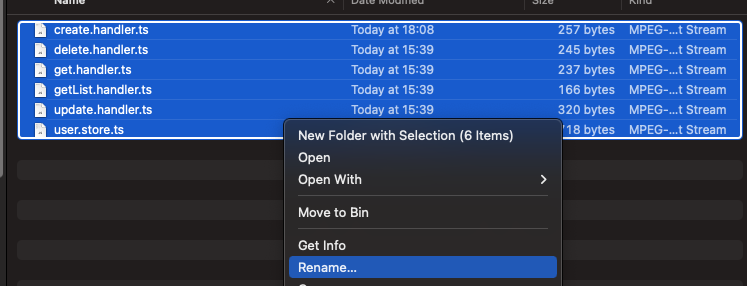 Name Date Modified Size Kind
create.handler.ts Today at 18:08 257 bytes MPEG-...t Stream
delete.handler.ts Today at 15:39 245 bytes MPEG-...t Stream
get.handler.ts Today at 15:39 237 bytes MPEG-...t Stream
getList.handler.ts Today at 15:39 166 bytes MPEG-...t Stream
update.handler.ts Today at 15:39 320 bytes MPEG-...t Stream
user.store.ts 718 bytes MPEG-...t Stream
New Folder with Selection (6 Items)
Open
Open With
Move to Bin
Get Info
Rename...